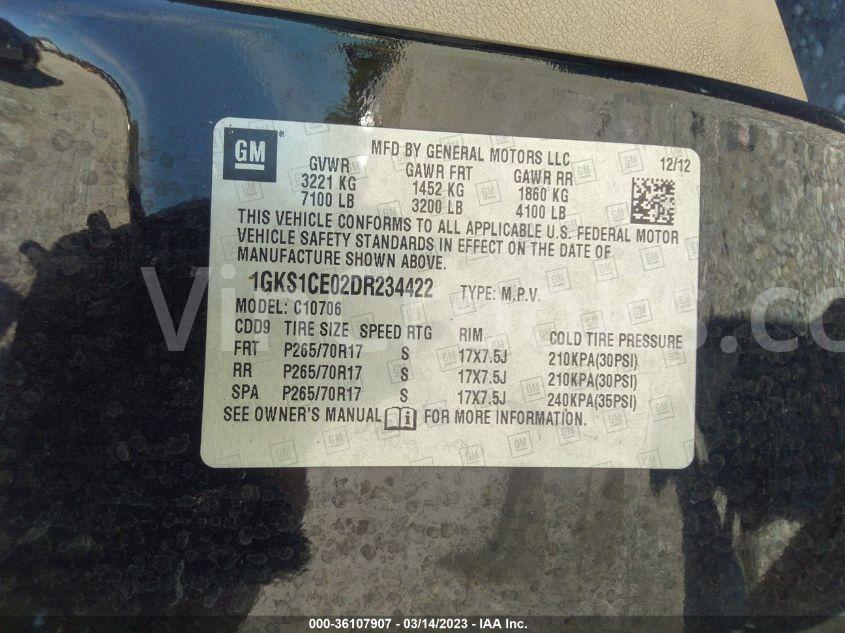 GM
MFD BY GENERAL MOTORS LLC
12/12
GVWR GAWR FRT GAWR RR
3221 KG 1452 KG 1860 KG
7100 LB 3200 LB 4100 LB
THIS VEHICLE CONFORMS TO ALL APPLICABLE U.S. FEDERAL MOTOR
VEHICLE SAFETY STANDARDS IN EFFECT ON THE DATE OF
MANUFACTURE SHOWN ABOVE.
1GKS1CE02DR234422 TYPE: M.P.V.
MODEL: C10706
CDD9 TIRE SIZE SPEED RTG RIM COLD TIRE PRESSURE
FRT P265/70R17 S 17X7.5J 210KPA(30PSI)
RR P265/70R17 S 17X7.5J 210KPA(30PSI)
SPA P265/70R17 S 17X7.5J 240KPA(35PSI)
SEE OWNER'S MANUAL FOR MORE INFORMATION.
000-36107907 — 03/14/2023 — IAA Inc.